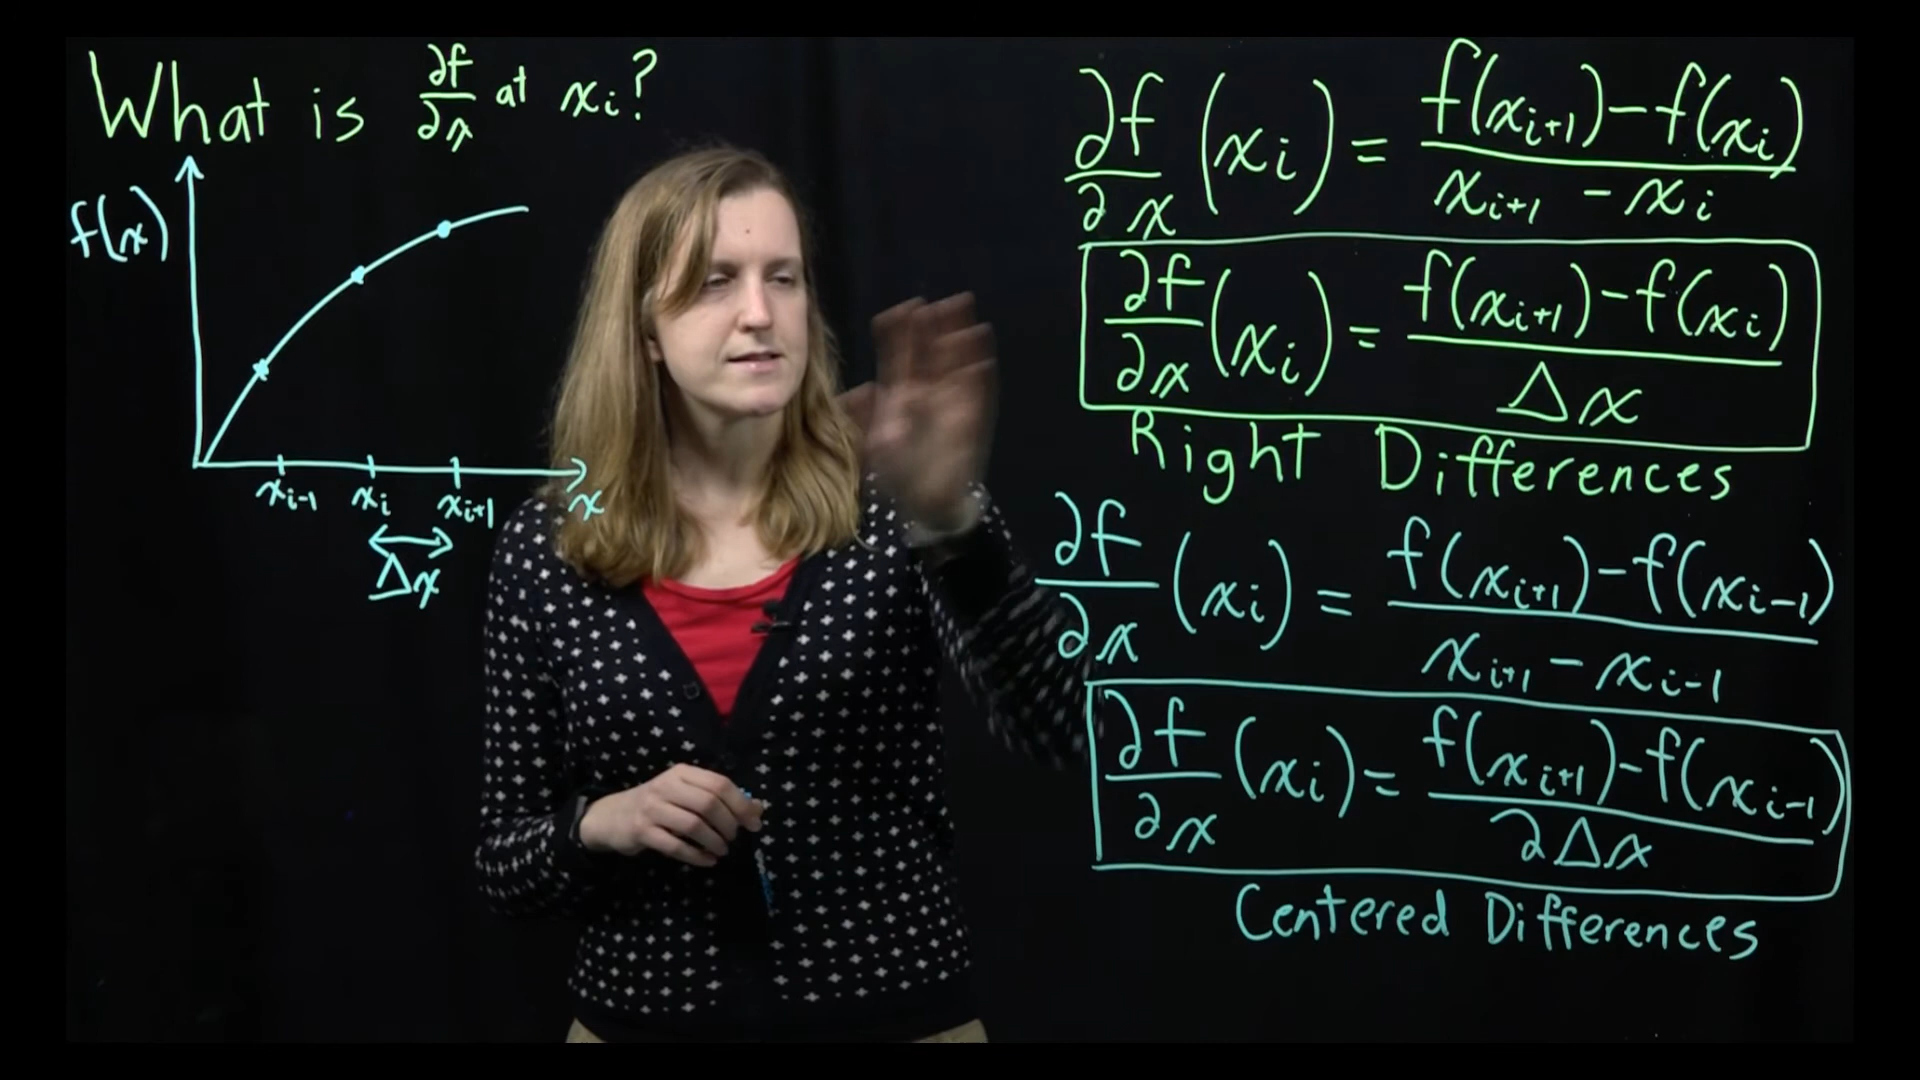 What is ∂f/∂x at xᵢ?
f(x)
xᵢ₋₁ xᵢ xᵢ₊₁ x
Δx
∂f/∂x (xᵢ) = (f(xᵢ₊₁) − f(xᵢ)) / (xᵢ₊₁ − xᵢ)
∂f/∂x (xᵢ) = (f(xᵢ₊₁) − f(xᵢ)) / Δx
Right Differences
∂f/∂x (xᵢ) = (f(xᵢ₊₁) − f(xᵢ₋₁)) / (xᵢ₊₁ − xᵢ₋₁)
∂f/∂x (xᵢ) = (f(xᵢ₊₁) − f(xᵢ₋₁)) / 2Δx
Centered Differences